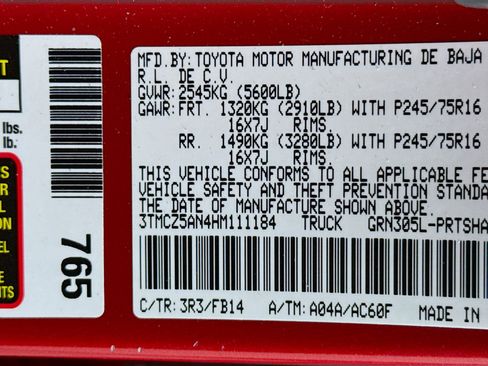 MFD.BY:TOYOTA MOTOR MANUFACTURING DE BAJA
R.L. DE C.V.
GVWR:2545KG (5600LB)
GAWR:FRT. 1320KG (2910LB) WITH P245/75R16
16X7J RIMS.
RR. 1490KG (3280LB) WITH P245/75R16
16X7J RIMS.
THIS VEHICLE CONFORMS TO ALL APPLICABLE FE
VEHICLE SAFETY AND THEFT PREVENTION STANDA
THE DATE OF MANUFACTURE SHOWN ABOVE.
3TMCZ5AN4HM111184 TRUCK GRN305L-PRTSHA
C/TR:3R3/FB14 A/TM:A04A/AC60F MADE IN
765
lbs.
lb.